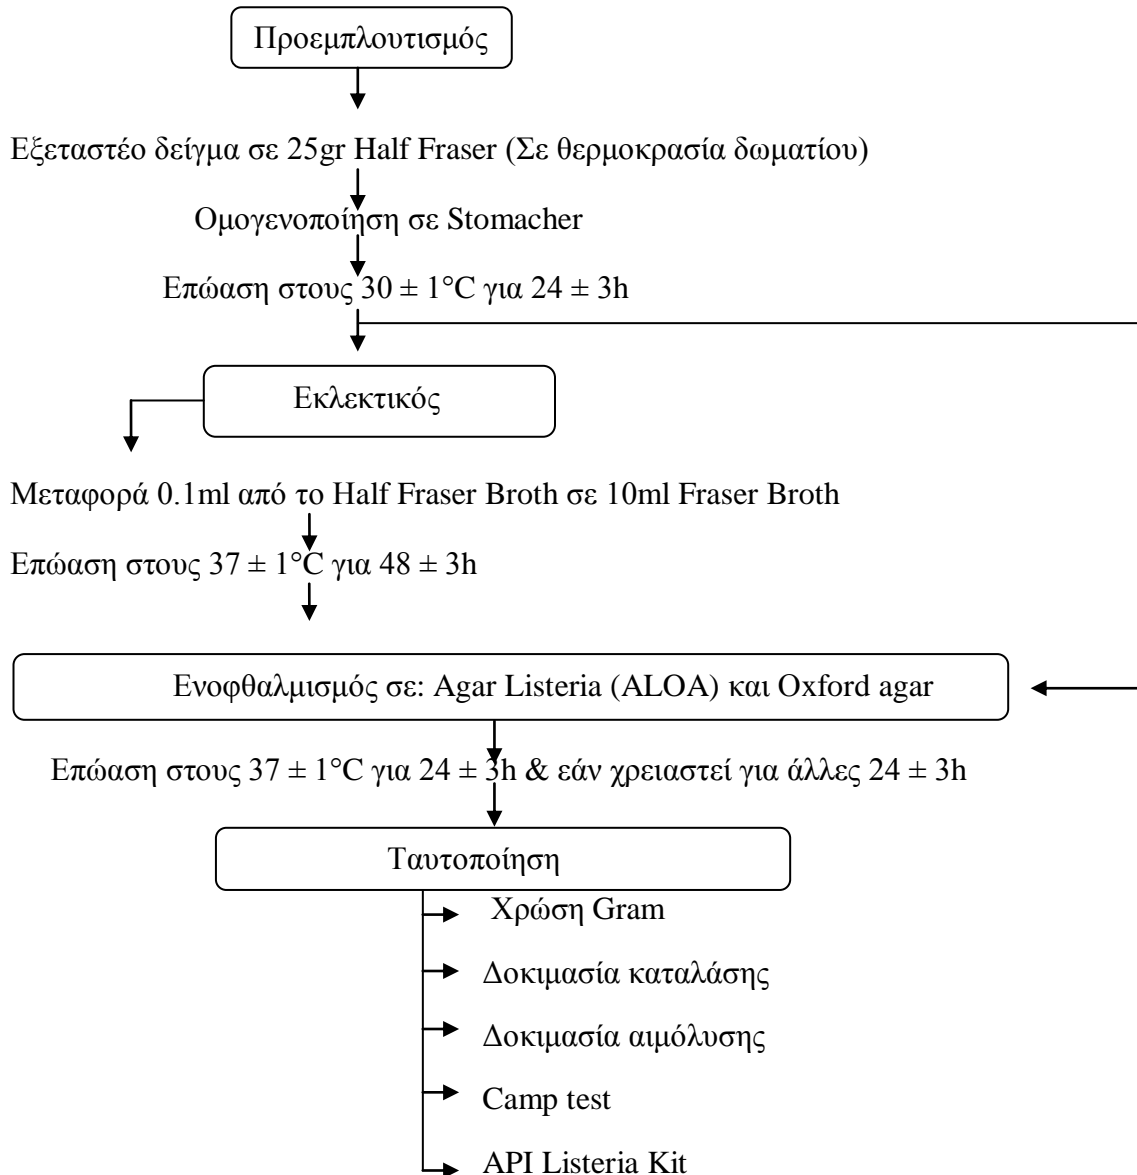 Προεμπλουτισμός
Εξεταστέο δείγμα σε 25gr Half Fraser (Σε θερμοκρασία δωματίου)
Ομογενοποίηση σε Stomacher
Επώαση στους 30 ± 1°C για 24 ± 3h
Εκλεκτικός
Μεταφορά 0.1ml από το Half Fraser Broth σε 10ml Fraser Broth
Επώαση στους 37 ± 1°C για 48 ± 3h
Ενοφθαλμισμός σε: Agar Listeria (ALOA) και Oxford agar
Επώαση στους 37 ± 1°C για 24 ± 3h & εάν χρειαστεί για άλλες 24 ± 3h
Ταυτοποίηση
Χρώση Gram
Δοκιμασία καταλάσης
Δοκιμασία αιμόλυσης
Camp test
API Listeria Kit